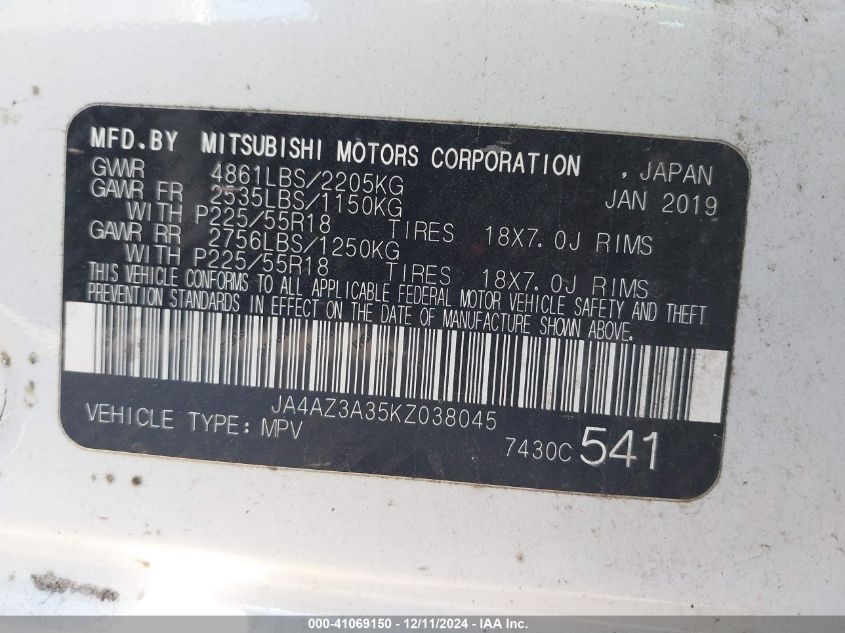 MFD.BY MITSUBISHI MOTORS CORPORATION , JAPAN
GVWR 4861LBS/2205KG JAN 2019
GAWR FR 2535LBS/1150KG
WITH P225/55R18 TIRES 18X7.0J RIMS
GAWR RR 2756LBS/1250KG
WITH P225/55R18 TIRES 18X7.0J RIMS
THIS VEHICLE CONFORMS TO ALL APPLICABLE FEDERAL MOTOR VEHICLE SAFETY AND THEFT
PREVENTION STANDARDS IN EFFECT ON THE DATE OF MANUFACTURE SHOWN ABOVE.
JA4AZ3A35KZ038045
VEHICLE TYPE: MPV 7430C 541
000-41069150 - 12/11/2024 - IAA Inc.